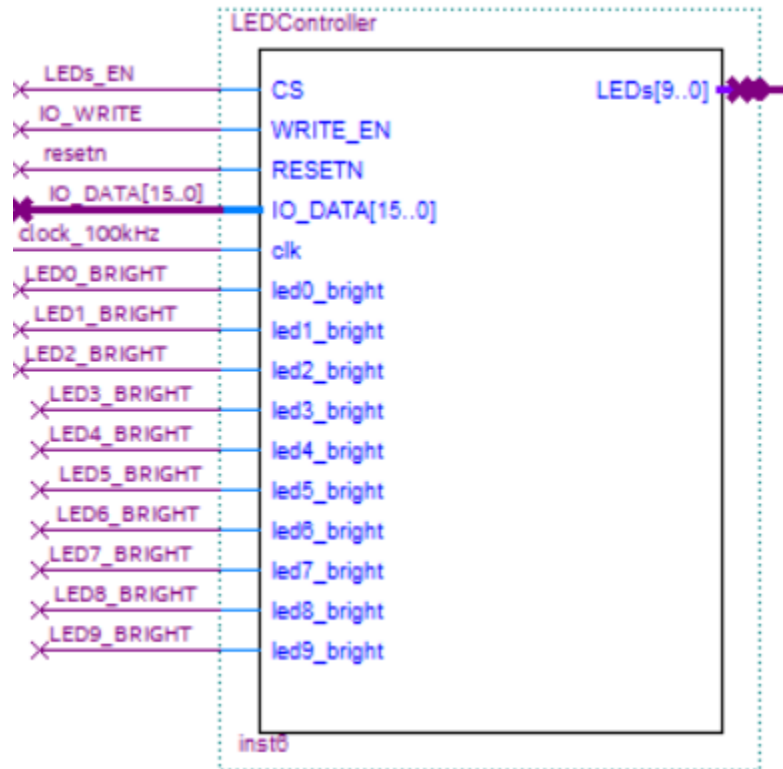 LEDController
LEDs_EN CS LEDs[9..0]
IO_WRITE WRITE_EN
resetn RESETN
IO_DATA[15..0] IO_DATA[15..0]
clock_100kHz clk
LED0_BRIGHT led0_bright
LED1_BRIGHT led1_bright
LED2_BRIGHT led2_bright
LED3_BRIGHT led3_bright
LED4_BRIGHT led4_bright
LED5_BRIGHT led5_bright
LED6_BRIGHT led6_bright
LED7_BRIGHT led7_bright
LED8_BRIGHT led8_bright
LED9_BRIGHT led9_bright
inst6